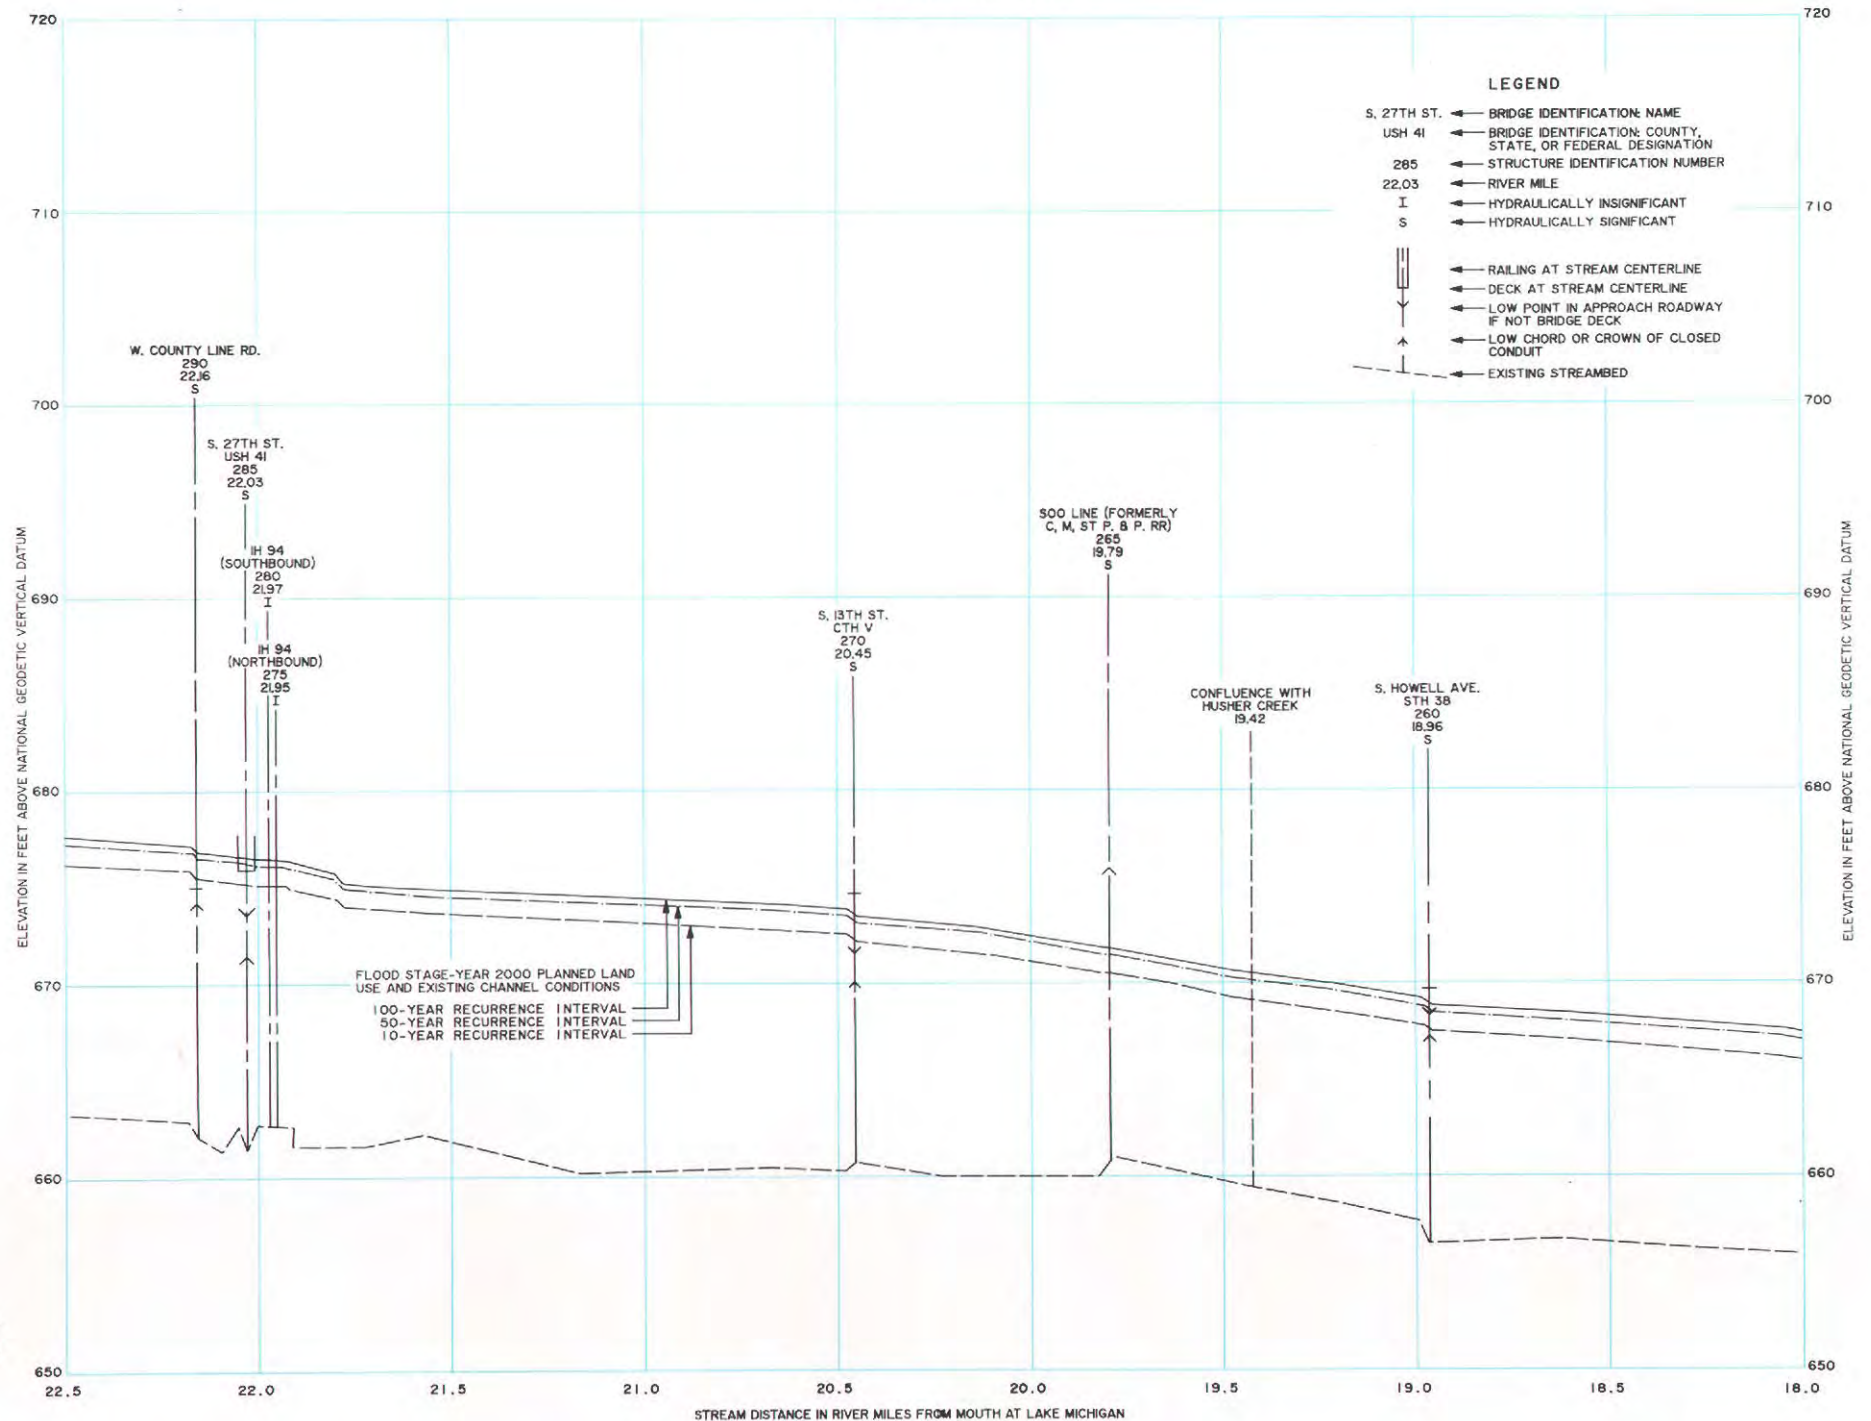 720
720
LEGEND
S. 27TH ST. BRIDGE IDENTIFICATION: NAME
USH 41 BRIDGE IDENTIFICATION: COUNTY,
STATE, OR FEDERAL DESIGNATION
285 STRUCTURE IDENTIFICATION NUMBER
22.03 RIVER MILE
I HYDRAULICALLY INSIGNIFICANT
S HYDRAULICALLY SIGNIFICANT
RAILING AT STREAM CENTERLINE
DECK AT STREAM CENTERLINE
LOW POINT IN APPROACH ROADWAY
IF NOT BRIDGE DECK
LOW CHORD OR CROWN OF CLOSED
CONDUIT
EXISTING STREAMBED
710
710
W. COUNTY LINE RD.
290
22.16
S
700
700
S. 27TH ST.
USH 41
285
22.03
S
IH 94
(SOUTHBOUND)
280
21.97
I
690
690
IH 94
(NORTHBOUND)
275
21.95
I
SOO LINE (FORMERLY
C, M, ST P. & P. RR)
265
19.79
S
S. 13TH ST.
CTH V
270
20.45
S
CONFLUENCE WITH
HUSHER CREEK
19.42
S. HOWELL AVE.
STH 38
260
18.96
S
680
680
FLOOD STAGE-YEAR 2000 PLANNED LAND
USE AND EXISTING CHANNEL CONDITIONS
100-YEAR RECURRENCE INTERVAL
50-YEAR RECURRENCE INTERVAL
10-YEAR RECURRENCE INTERVAL
670
670
660
660
650
650
ELEVATION IN FEET ABOVE NATIONAL GEODETIC VERTICAL DATUM
ELEVATION IN FEET ABOVE NATIONAL GEODETIC VERTICAL DATUM
22.5 22.0 21.5 21.0 20.5 20.0 19.5 19.0 18.5 18.0
STREAM DISTANCE IN RIVER MILES FROM MOUTH AT LAKE MICHIGAN